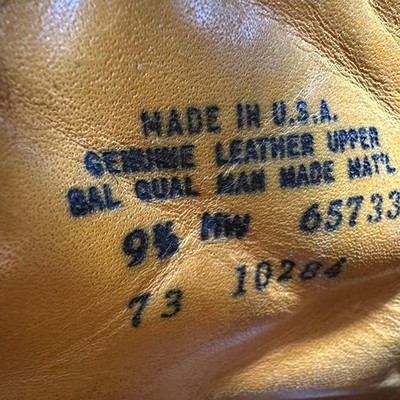 MADE IN U.S.A.
GENUINE LEATHER UPPER
BAL QUAL MAN MADE MAT'L
9½ MW 65733
73 10284